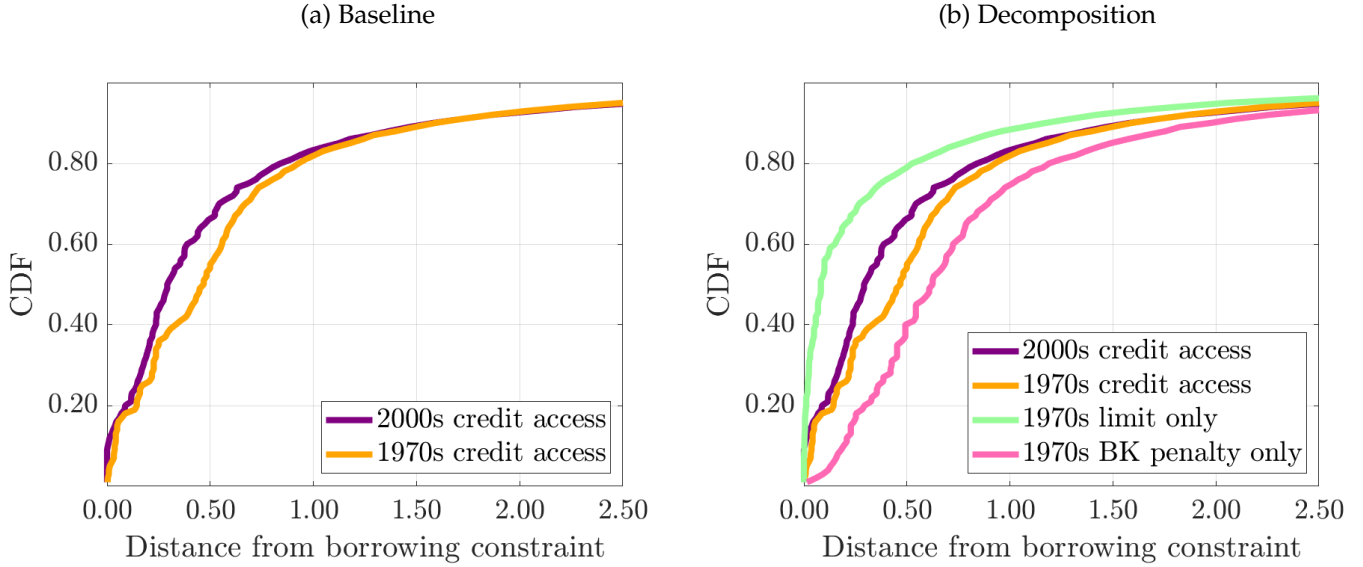 (a) Baseline
CDF
0.80
0.60
0.40
0.20
0.00 0.50 1.00 1.50 2.00 2.50
Distance from borrowing constraint
2000s credit access
1970s credit access
(b) Decomposition
CDF
0.80
0.60
0.40
0.20
0.00 0.50 1.00 1.50 2.00 2.50
Distance from borrowing constraint
2000s credit access
1970s credit access
1970s limit only
1970s BK penalty only